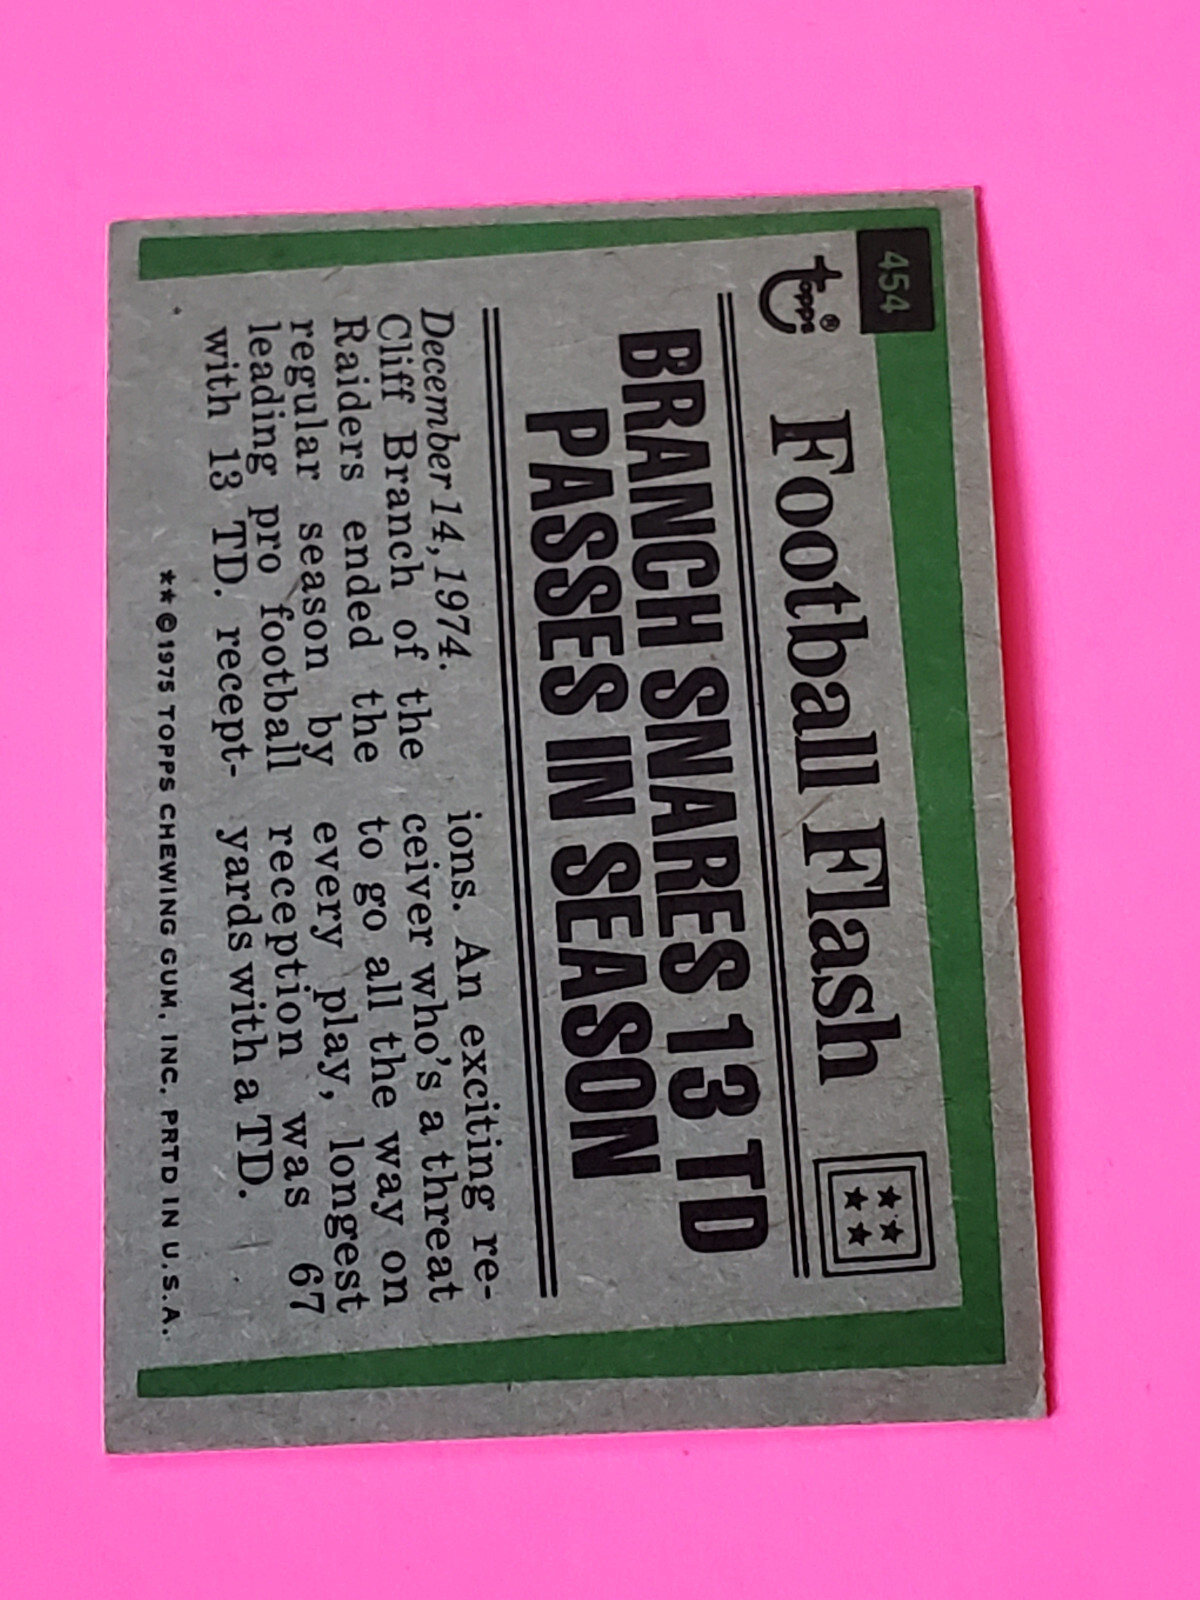 454
topps®
Football Flash
BRANCH SNARES 13 TD
PASSES IN SEASON
December 14, 1974.
Cliff Branch of the
Raiders ended the
regular season by
leading pro football
with 13 TD. recept-
ions. An exciting re-
ceiver who's a threat
to go all the way on
every play, longest
reception was 67
yards with a TD.
★★ © 1975 TOPPS CHEWING GUM, INC. PRTD IN U.S.A.